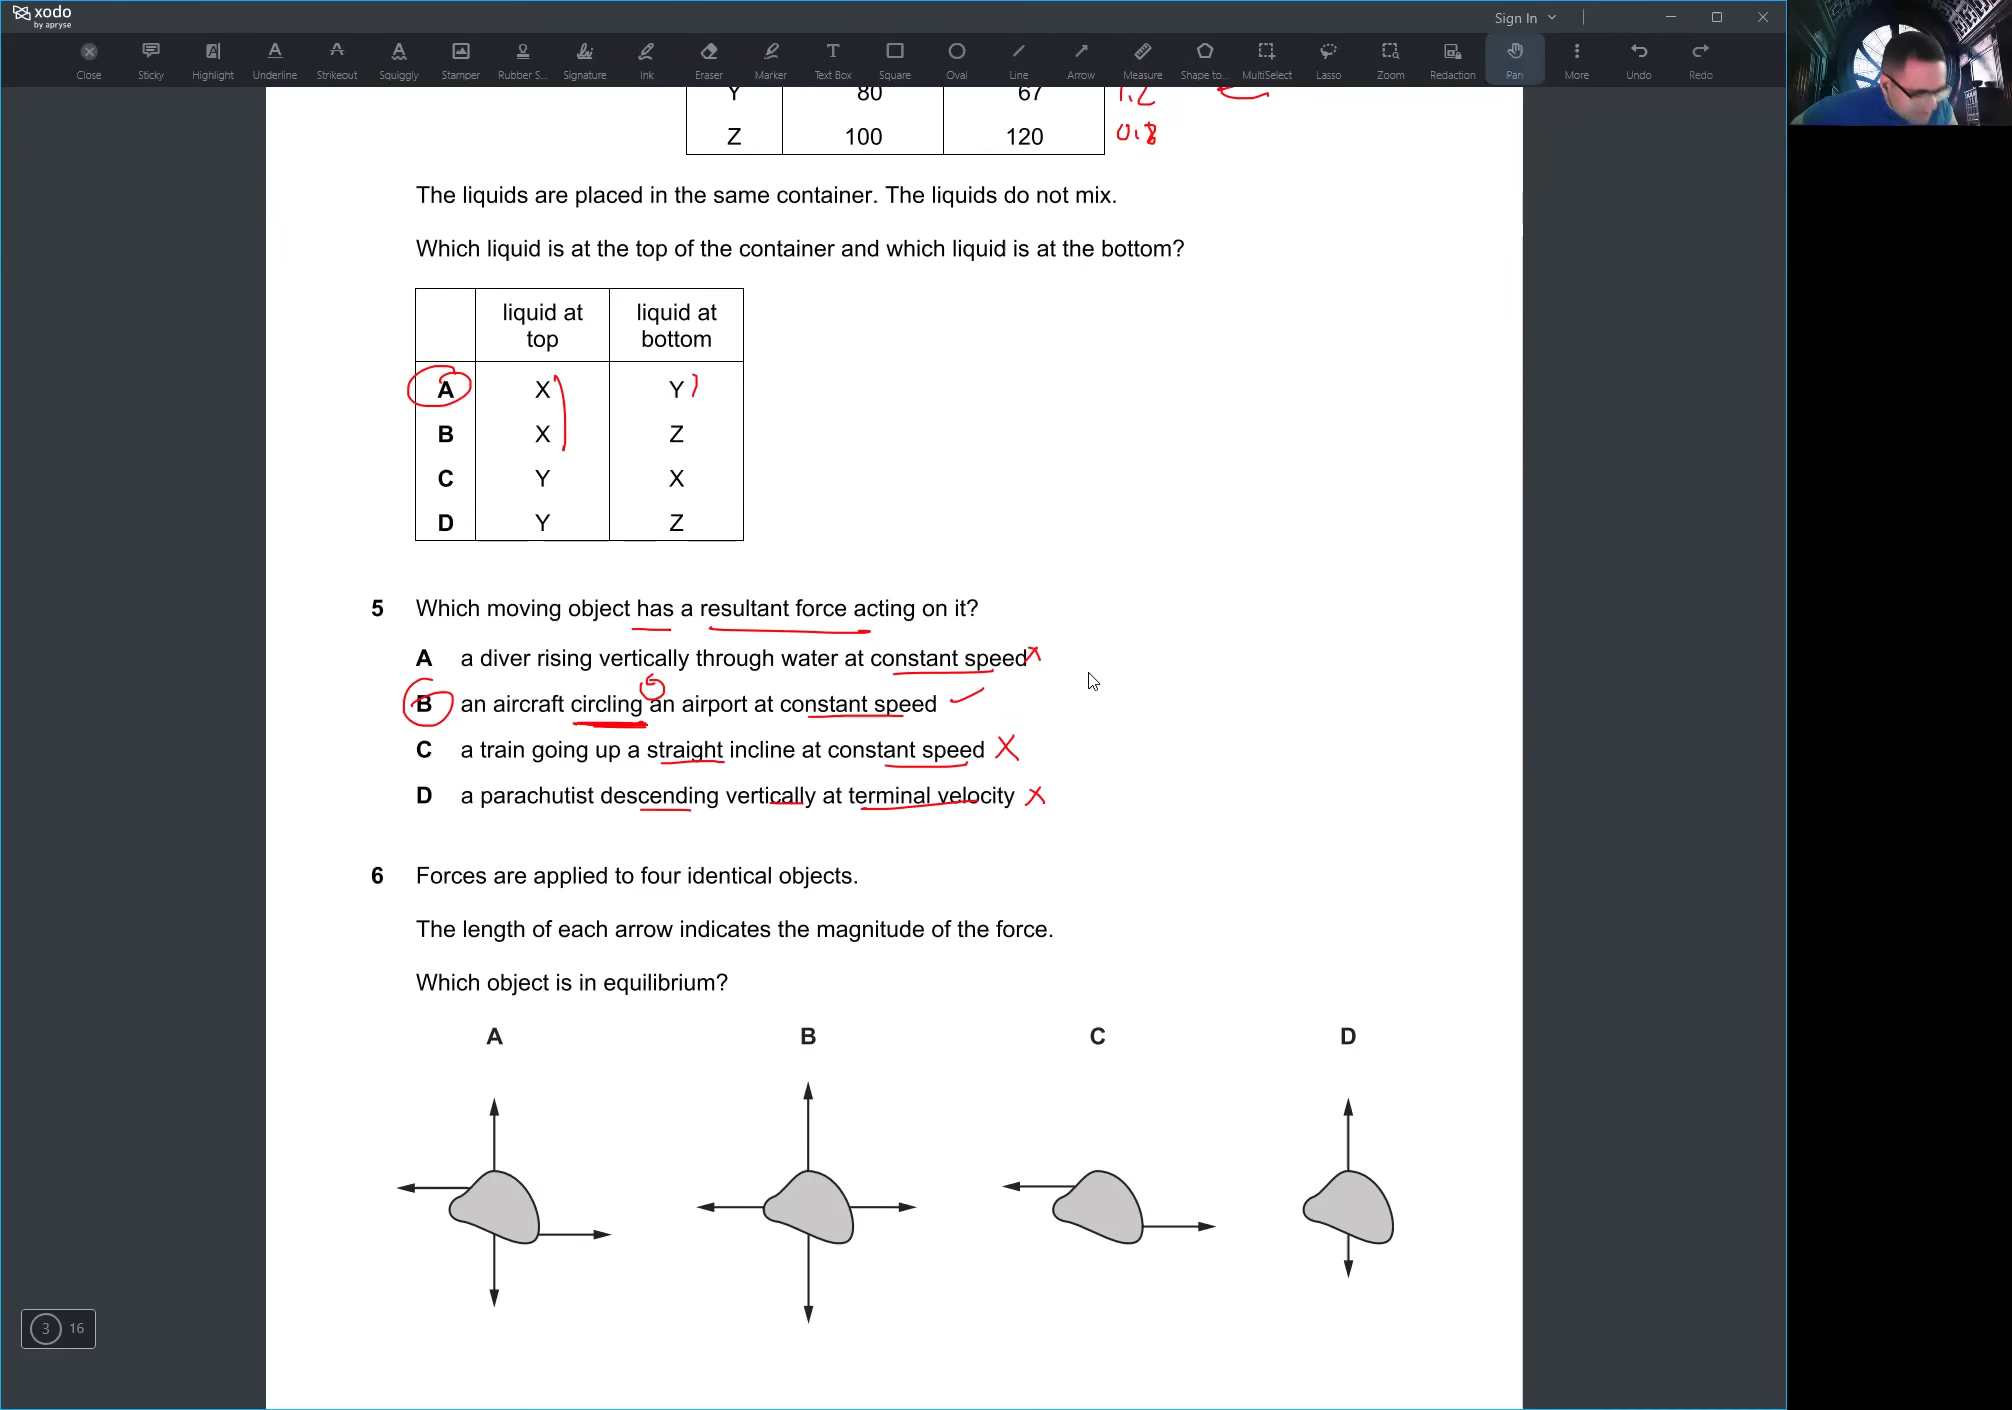 xodo
by apryse
Sign In
Close Sticky Highlight Underline Strikeout Squiggly Stamper Rubber S... Signature Ink Eraser Marker Text Box Square Oval Line Arrow Measure Shape to... MultiSelect Lasso Zoom Redaction Pan More Undo Redo
Y 80 67 1.2
Z 100 120 0.8
The liquids are placed in the same container. The liquids do not mix.
Which liquid is at the top of the container and which liquid is at the bottom?
liquid at top liquid at bottom
A X Y
B X Z
C Y X
D Y Z
5 Which moving object has a resultant force acting on it?
A a diver rising vertically through water at constant speed
B an aircraft circling an airport at constant speed
C a train going up a straight incline at constant speed
D a parachutist descending vertically at terminal velocity
6 Forces are applied to four identical objects.
The length of each arrow indicates the magnitude of the force.
Which object is in equilibrium?
A B C D
3 16